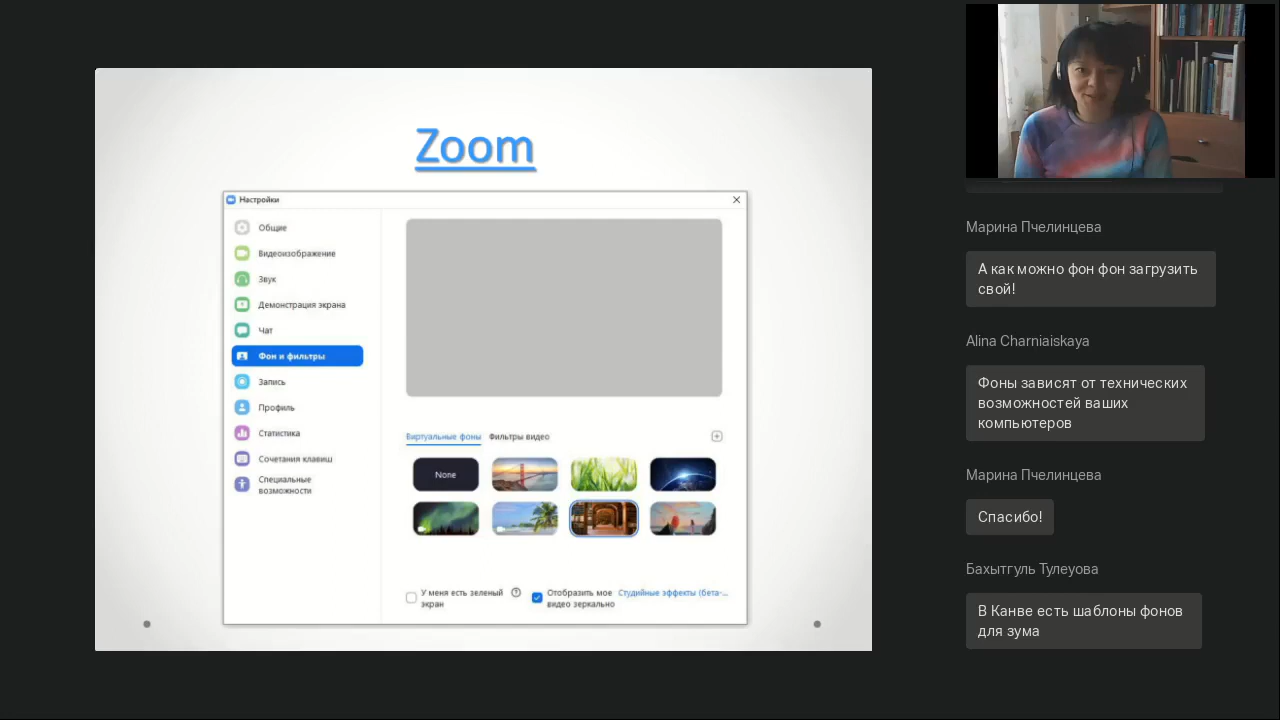 Zoom
Настройки
Общие
Видеоизображение
Звук
Демонстрация экрана
Чат
Фон и фильтры
Запись
Профиль
Статистика
Сочетания клавиш
Специальные
возможности
Виртуальные фоны Фильтры видео
None
У меня есть зеленый
экран
Отобразить мое
видео зеркально
Студийные эффекты (бета-...
Марина Пчелинцева
А как можно фон фон загрузить
свой!
Alina Charniaiskaya
Фоны зависят от технических
возможностей ваших
компьютеров
Марина Пчелинцева
Спасибо!
Бахытгуль Тулеуова
В Канве есть шаблоны фонов
для зума